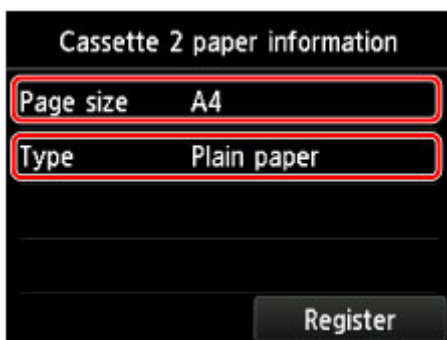 Cassette 2 paper information
Page size A4
Type Plain paper
Register